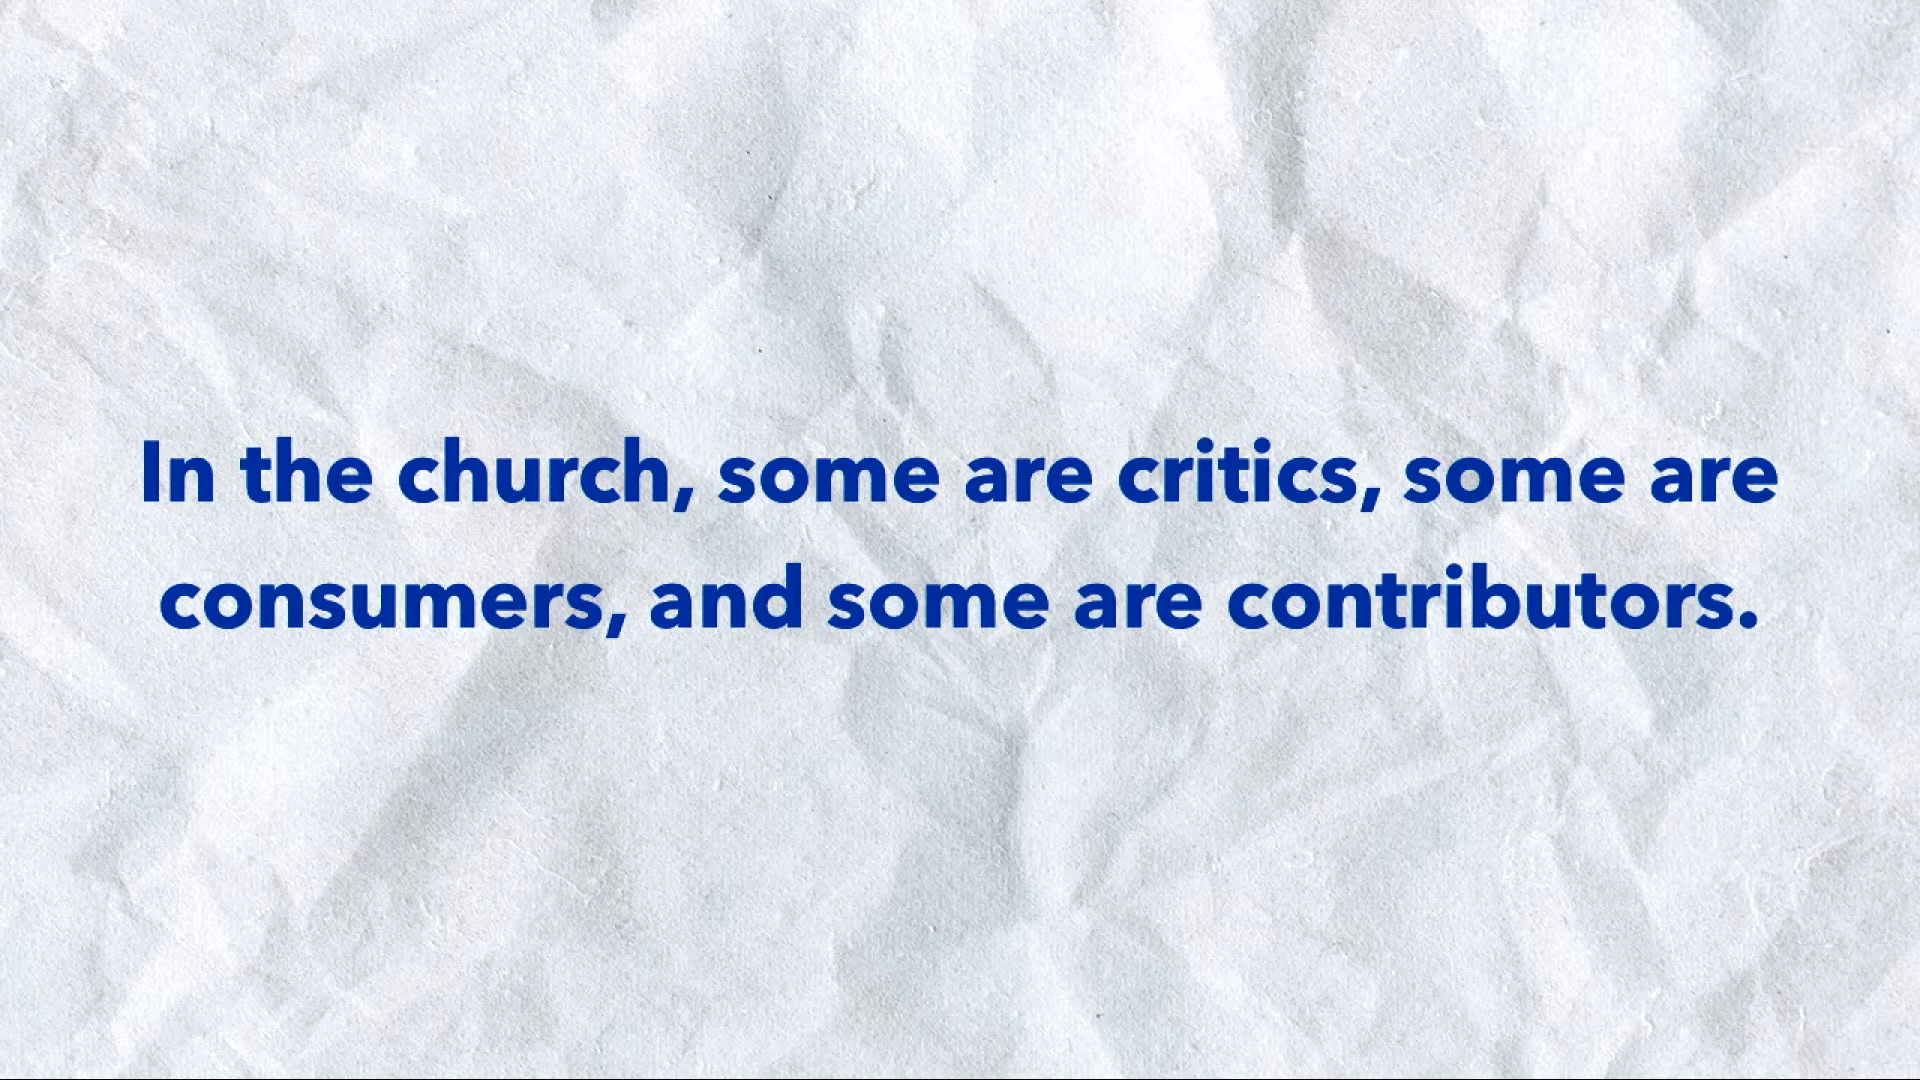 In the church, some are critics, some are
consumers, and some are contributors.